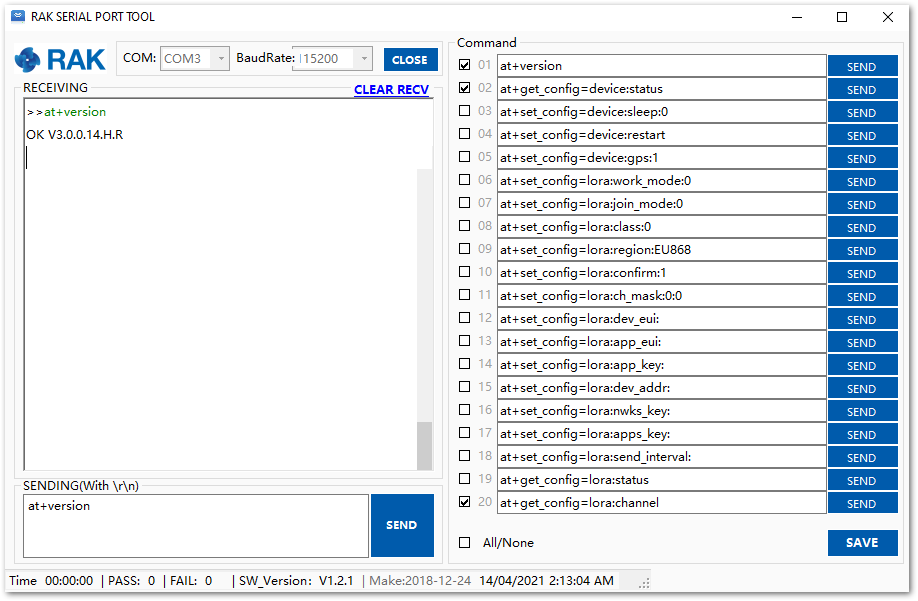 RAK SERIAL PORT TOOL
RAK
COM: COM3 BaudRate: 115200 CLOSE
RECEIVING CLEAR RECV
>>at+version
OK V3.0.0.14.H.R
SENDING(With \r\n)
at+version
SEND
Command
01 at+version SEND
02 at+get_config=device:status SEND
03 at+set_config=device:sleep:0 SEND
04 at+set_config=device:restart SEND
05 at+set_config=device:gps:1 SEND
06 at+set_config=lora:work_mode:0 SEND
07 at+set_config=lora:join_mode:0 SEND
08 at+set_config=lora:class:0 SEND
09 at+set_config=lora:region:EU868 SEND
10 at+set_config=lora:confirm:1 SEND
11 at+set_config=lora:ch_mask:0:0 SEND
12 at+set_config=lora:dev_eui: SEND
13 at+set_config=lora:app_eui: SEND
14 at+set_config=lora:app_key: SEND
15 at+set_config=lora:dev_addr: SEND
16 at+set_config=lora:nwks_key: SEND
17 at+set_config=lora:apps_key: SEND
18 at+set_config=lora:send_interval: SEND
19 at+get_config=lora:status SEND
20 at+get_config=lora:channel SEND
All/None SAVE
Time 00:00:00 | PASS: 0 | FAIL: 0 | SW_Version: V1.2.1 | Make:2018-12-24 14/04/2021 2:13:04 AM